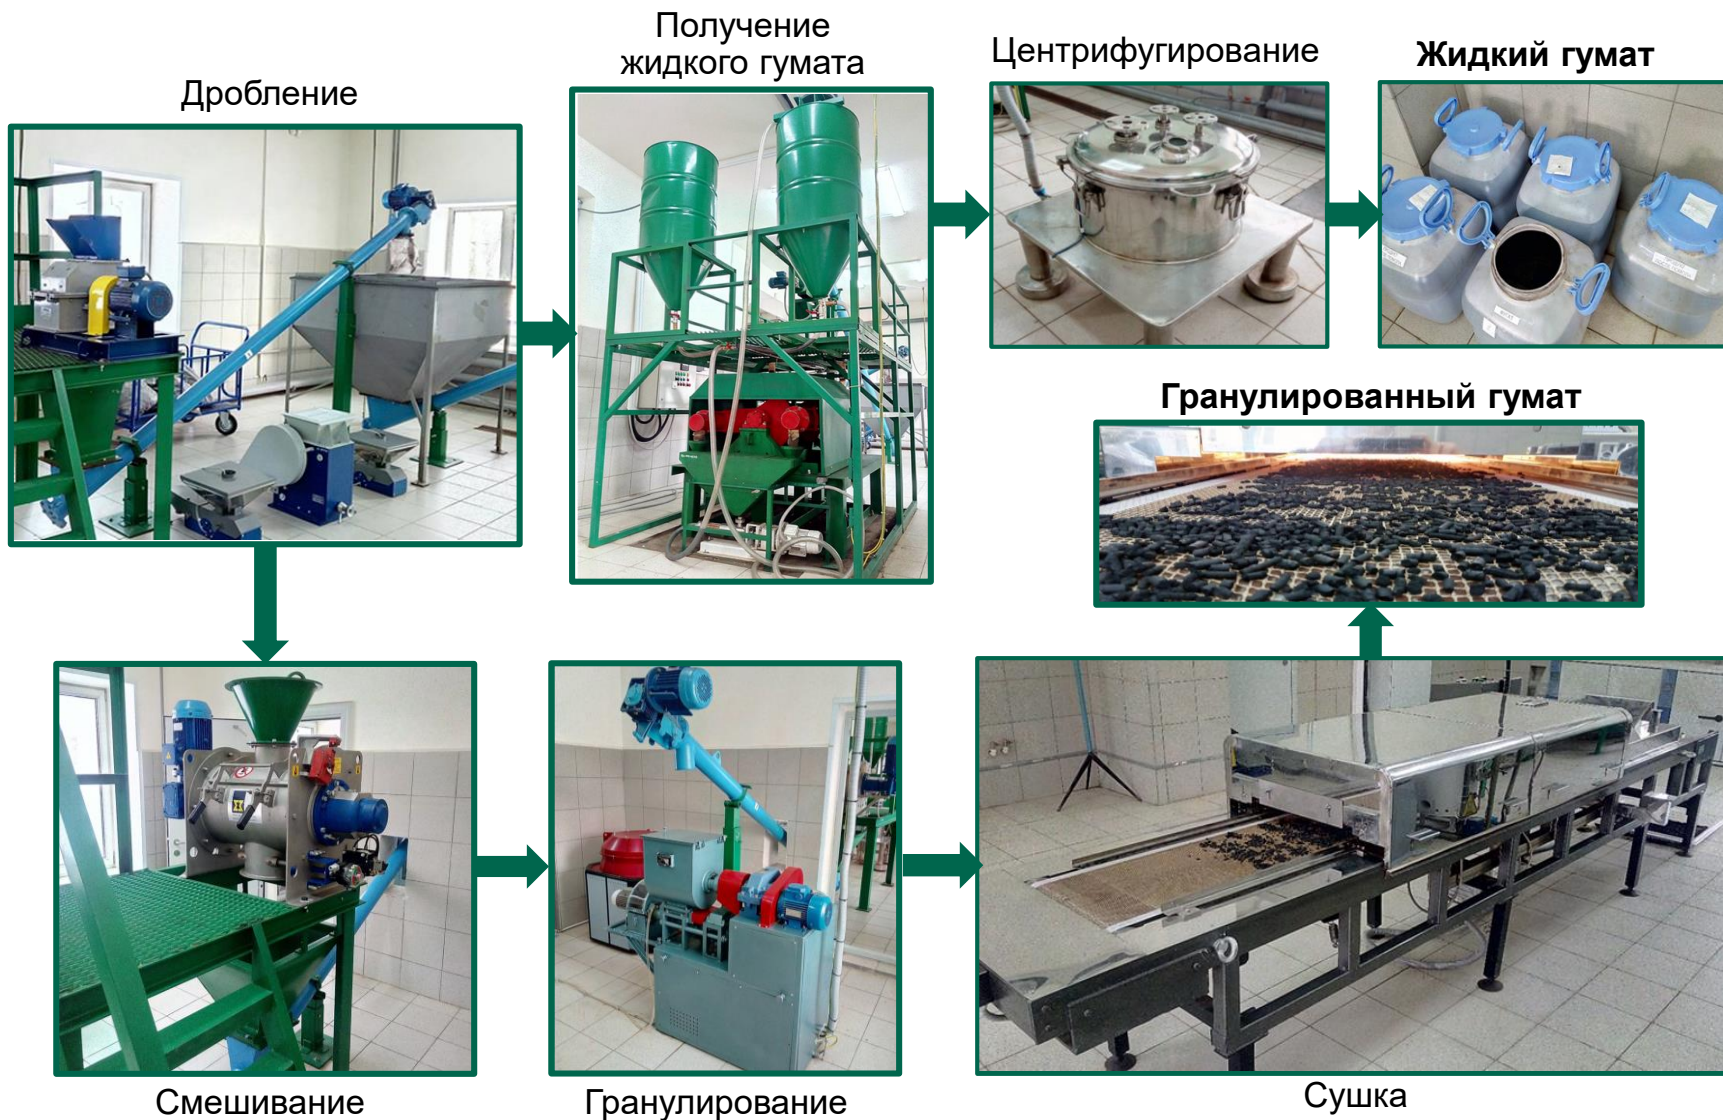 Дробление
Получение
жидкого гумата
Центрифугирование
Жидкий гумат
Гранулированный гумат
Смешивание
Гранулирование
Сушка